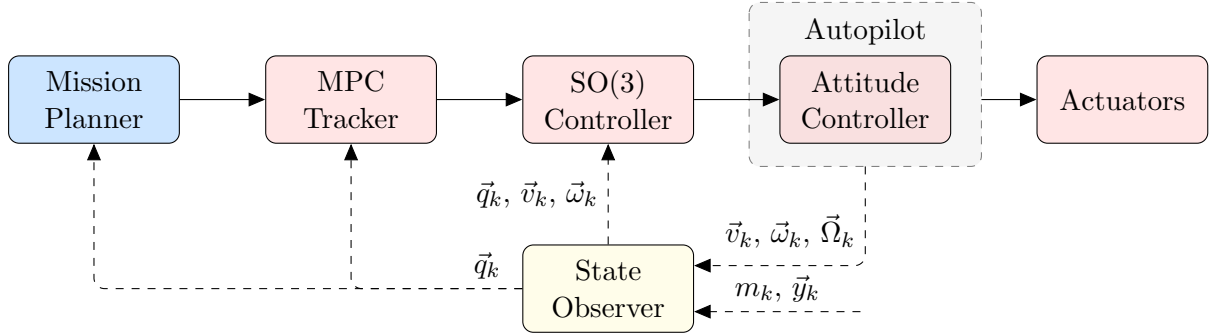 Autopilot
Mission
Planner
MPC
Tracker
SO(3)
Controller
Attitude
Controller
Actuators
q⃗ₖ, v⃗ₖ, ω⃗ₖ
v⃗ₖ, ω⃗ₖ, Ω⃗ₖ
q⃗ₖ
State
Observer
mₖ, y⃗ₖ